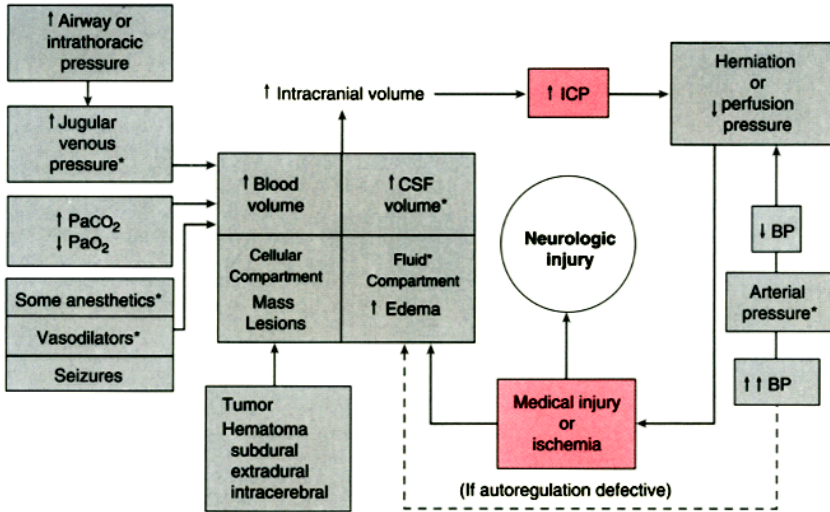 ↑ Airway or
intrathoracic
pressure
↑ Jugular
venous
pressure*
↑ PaCO₂
↓ PaO₂
Some anesthetics*
Vasodilators*
Seizures
↑ Intracranial volume
↑ Blood
volume
↑ CSF
volume*
Cellular
Compartment
Mass
Lesions
Fluid*
Compartment
↑ Edema
Tumor
Hematoma
subdural
extradural
intracerebral
↑ ICP
Herniation
or
↓ perfusion
pressure
Neurologic
injury
↓ BP
Arterial
pressure*
↑↑ BP
Medical injury
or
ischemia
(If autoregulation defective)